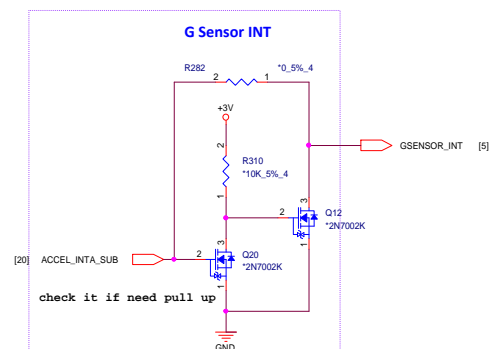 G Sensor INT
R282
*0_5%_4
2
1
+3V
2
R310
*10K_5%_4
1
GSENSOR_INT [5]
3
2
Q12
*2N7002K
1
3
[20] ACCEL_INTA_SUB
2
Q20
*2N7002K
1
check it if need pull up
GND